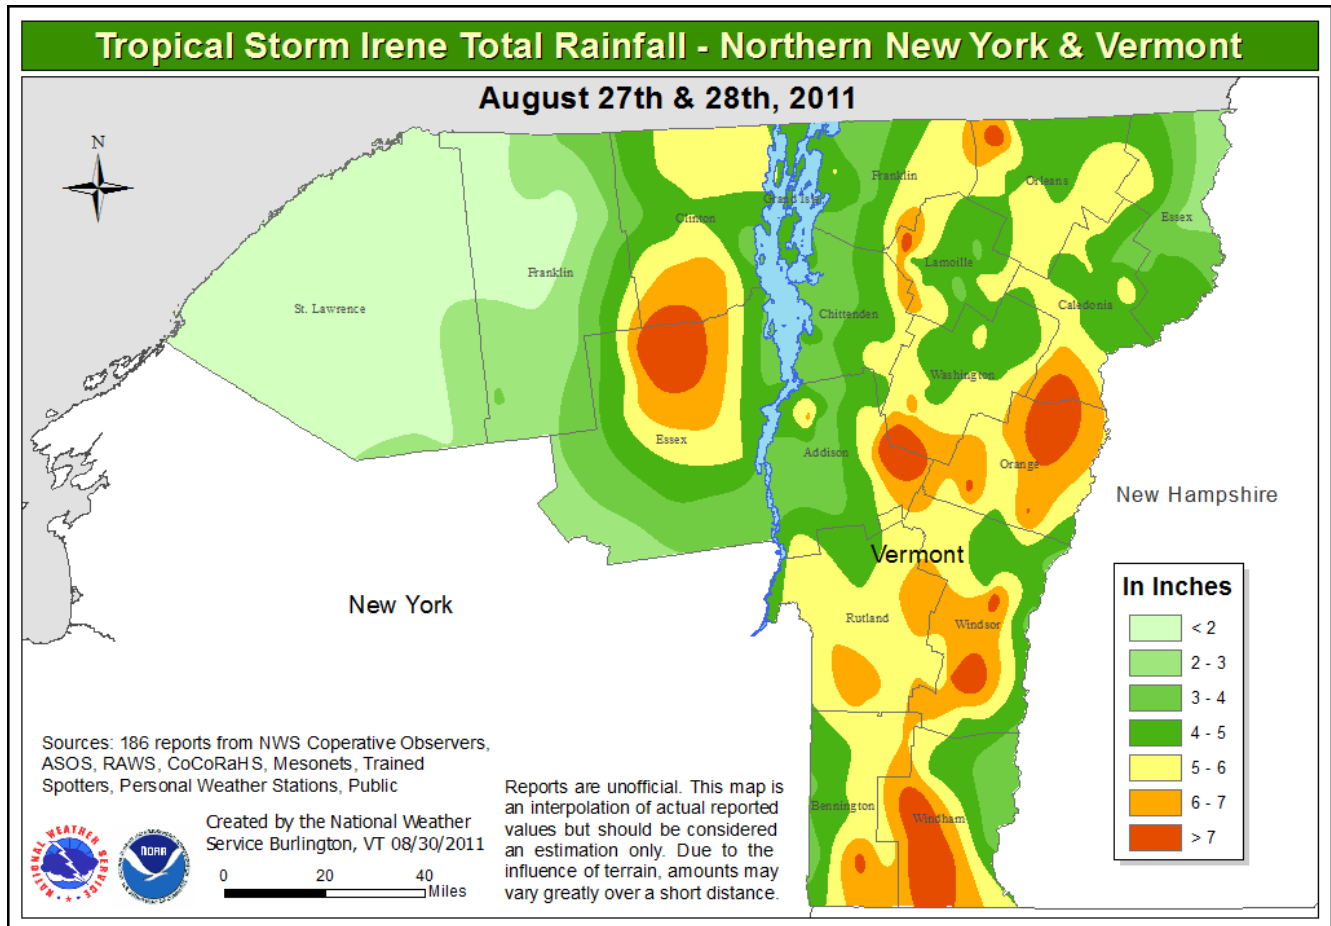 Tropical Storm Irene Total Rainfall - Northern New York & Vermont
August 27th & 28th, 2011
N
Franklin
Orleans
Grand Isle
Clinton
Essex
Franklin
Lamoille
St. Lawrence
Chittenden
Caledonia
Washington
Essex
Addison
Orange
New Hampshire
Vermont
New York
Rutland
Windsor
Bennington
Windham
In Inches
< 2
2 - 3
3 - 4
4 - 5
5 - 6
6 - 7
> 7
Sources: 186 reports from NWS Coperative Observers,
ASOS, RAWS, CoCoRaHS, Mesonets, Trained
Spotters, Personal Weather Stations, Public
Created by the National Weather
Service Burlington, VT 08/30/2011
0 20 40
Miles
Reports are unofficial. This map is
an interpolation of actual reported
values but should be considered
an estimation only. Due to the
influence of terrain, amounts may
vary greatly over a short distance.
NATIONAL WEATHER SERVICE
NOAA